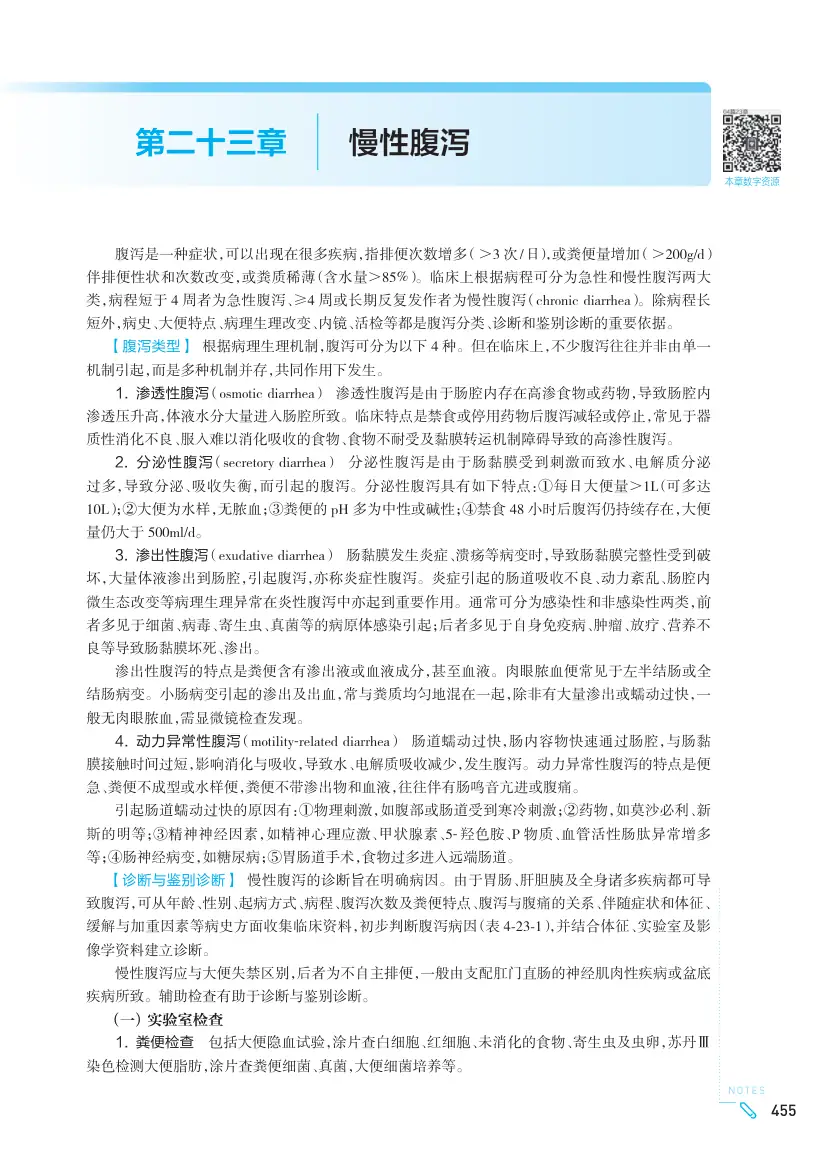 第二十三章
慢性腹泻
本章数字资源
腹泻是一种症状,可以出现在很多疾病,指排便次数增多(>3 次/日),或粪便量增加(>200g/d)
伴排便性状和次数改变,或粪质稀薄(含水量>85%)。临床上根据病程可分为急性和慢性腹泻两大
类,病程短于 4 周者为急性腹泻、≥4 周或长期反复发作者为慢性腹泻(chronic diarrhea)。除病程长
短外,病史、大便特点、病理生理改变、内镜、活检等都是腹泻分类、诊断和鉴别诊断的重要依据。
【腹泻类型】 根据病理生理机制,腹泻可分为以下 4 种。但在临床上,不少腹泻往往并非由单一
机制引起,而是多种机制并存,共同作用下发生。
1. 渗透性腹泻(osmotic diarrhea) 渗透性腹泻是由于肠腔内存在高渗食物或药物,导致肠腔内
渗透压升高,体液水分大量进入肠腔所致。临床特点是禁食或停用药物后腹泻减轻或停止,常见于器
质性消化不良、服入难以消化吸收的食物、食物不耐受及黏膜转运机制障碍导致的高渗性腹泻。
2. 分泌性腹泻(secretory diarrhea) 分泌性腹泻是由于肠黏膜受到刺激而致水、电解质分泌
过多,导致分泌、吸收失衡,而引起的腹泻。分泌性腹泻具有如下特点:①每日大便量>1L(可多达
10L);②大便为水样,无脓血;③粪便的 pH 多为中性或碱性;④禁食 48 小时后腹泻仍持续存在,大便
量仍大于 500ml/d。
3. 渗出性腹泻(exudative diarrhea) 肠黏膜发生炎症、溃疡等病变时,导致肠黏膜完整性受到破
坏,大量体液渗出到肠腔,引起腹泻,亦称炎症性腹泻。炎症引起的肠道吸收不良、动力紊乱、肠腔内
微生态改变等病理生理异常在炎性腹泻中亦起到重要作用。通常可分为感染性和非感染性两类,前
者多见于细菌、病毒、寄生虫、真菌等的病原体感染引起;后者多见于自身免疫病、肿瘤、放疗、营养不
良等导致肠黏膜坏死、渗出。
渗出性腹泻的特点是粪便含有渗出液或血液成分,甚至血液。肉眼脓血便常见于左半结肠或全
结肠病变。小肠病变引起的渗出及出血,常与粪质均匀地混在一起,除非有大量渗出或蠕动过快,一
般无肉眼脓血,需显微镜检查发现。
4. 动力异常性腹泻(motility-related diarrhea) 肠道蠕动过快,肠内容物快速通过肠腔,与肠黏
膜接触时间过短,影响消化与吸收,导致水、电解质吸收减少,发生腹泻。动力异常性腹泻的特点是便
急、粪便不成型或水样便,粪便不带渗出物和血液,往往伴有肠鸣音亢进或腹痛。
引起肠道蠕动过快的原因有:①物理刺激,如腹部或肠道受到寒冷刺激;②药物,如莫沙必利、新
斯的明等;③精神神经因素,如精神心理应激、甲状腺素、5- 羟色胺、P 物质、血管活性肠肽异常增多
等;④肠神经病变,如糖尿病;⑤胃肠道手术,食物过多进入远端肠道。
【诊断与鉴别诊断】 慢性腹泻的诊断旨在明确病因。由于胃肠、肝胆胰及全身诸多疾病都可导
致腹泻,可从年龄、性别、起病方式、病程、腹泻次数及粪便特点、腹泻与腹痛的关系、伴随症状和体征、
缓解与加重因素等病史方面收集临床资料,初步判断腹泻病因(表 4-23-1),并结合体征、实验室及影
像学资料建立诊断。
慢性腹泻应与大便失禁区别,后者为不自主排便,一般由支配肛门直肠的神经肌肉性疾病或盆底
疾病所致。辅助检查有助于诊断与鉴别诊断。
(一) 实验室检查
1. 粪便检查 包括大便隐血试验,涂片查白细胞、红细胞、未消化的食物、寄生虫及虫卵,苏丹Ⅲ
染色检测大便脂肪,涂片查粪便细菌、真菌,大便细菌培养等。
NOTES
455